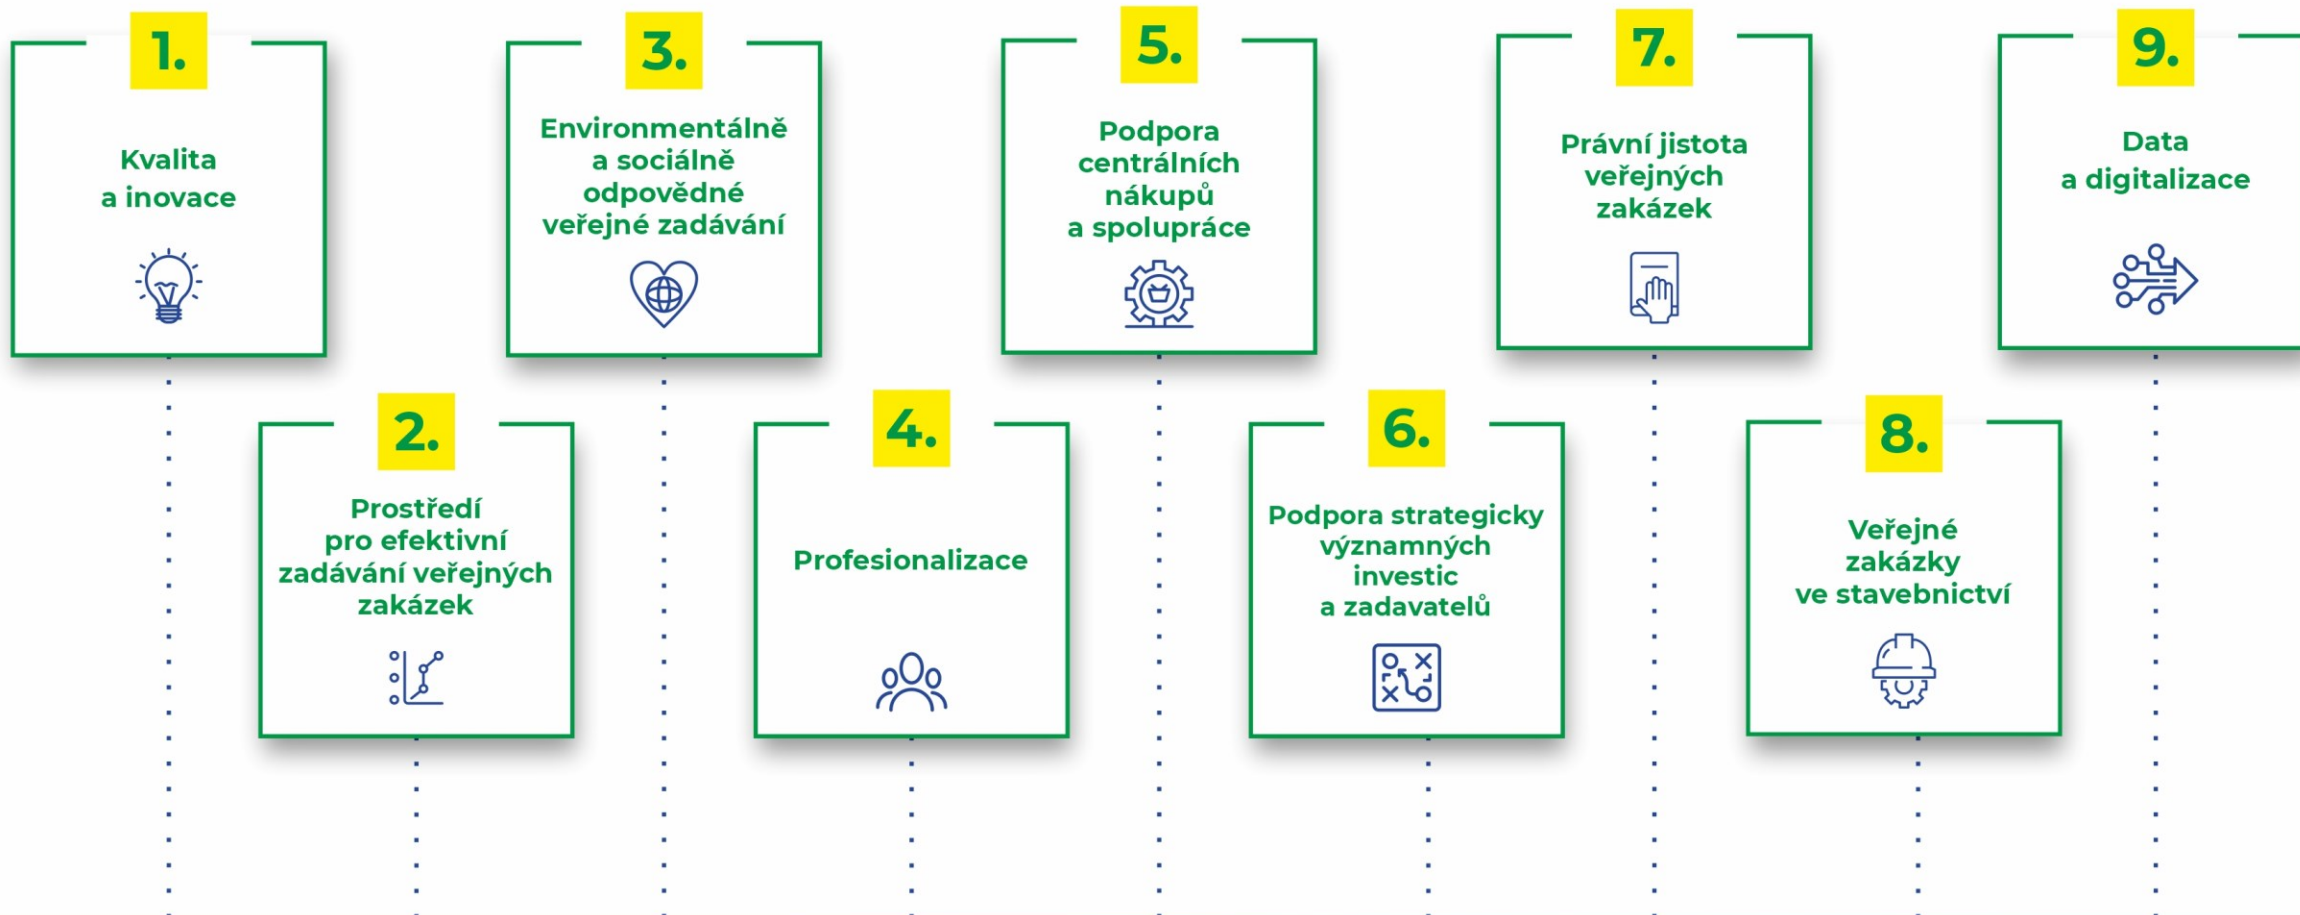 1.
Kvalita
a inovace
2.
Prostředí
pro efektivní
zadávání veřejných
zakázek
3.
Environmentálně
a sociálně
odpovědné
veřejné zadávání
4.
Profesionalizace
5.
Podpora
centrálních
nákupů
a spolupráce
6.
Podpora strategicky
významných
investic
a zadavatelů
7.
Právní jistota
veřejných
zakázek
8.
Veřejné
zakázky
ve stavebnictví
9.
Data
a digitalizace